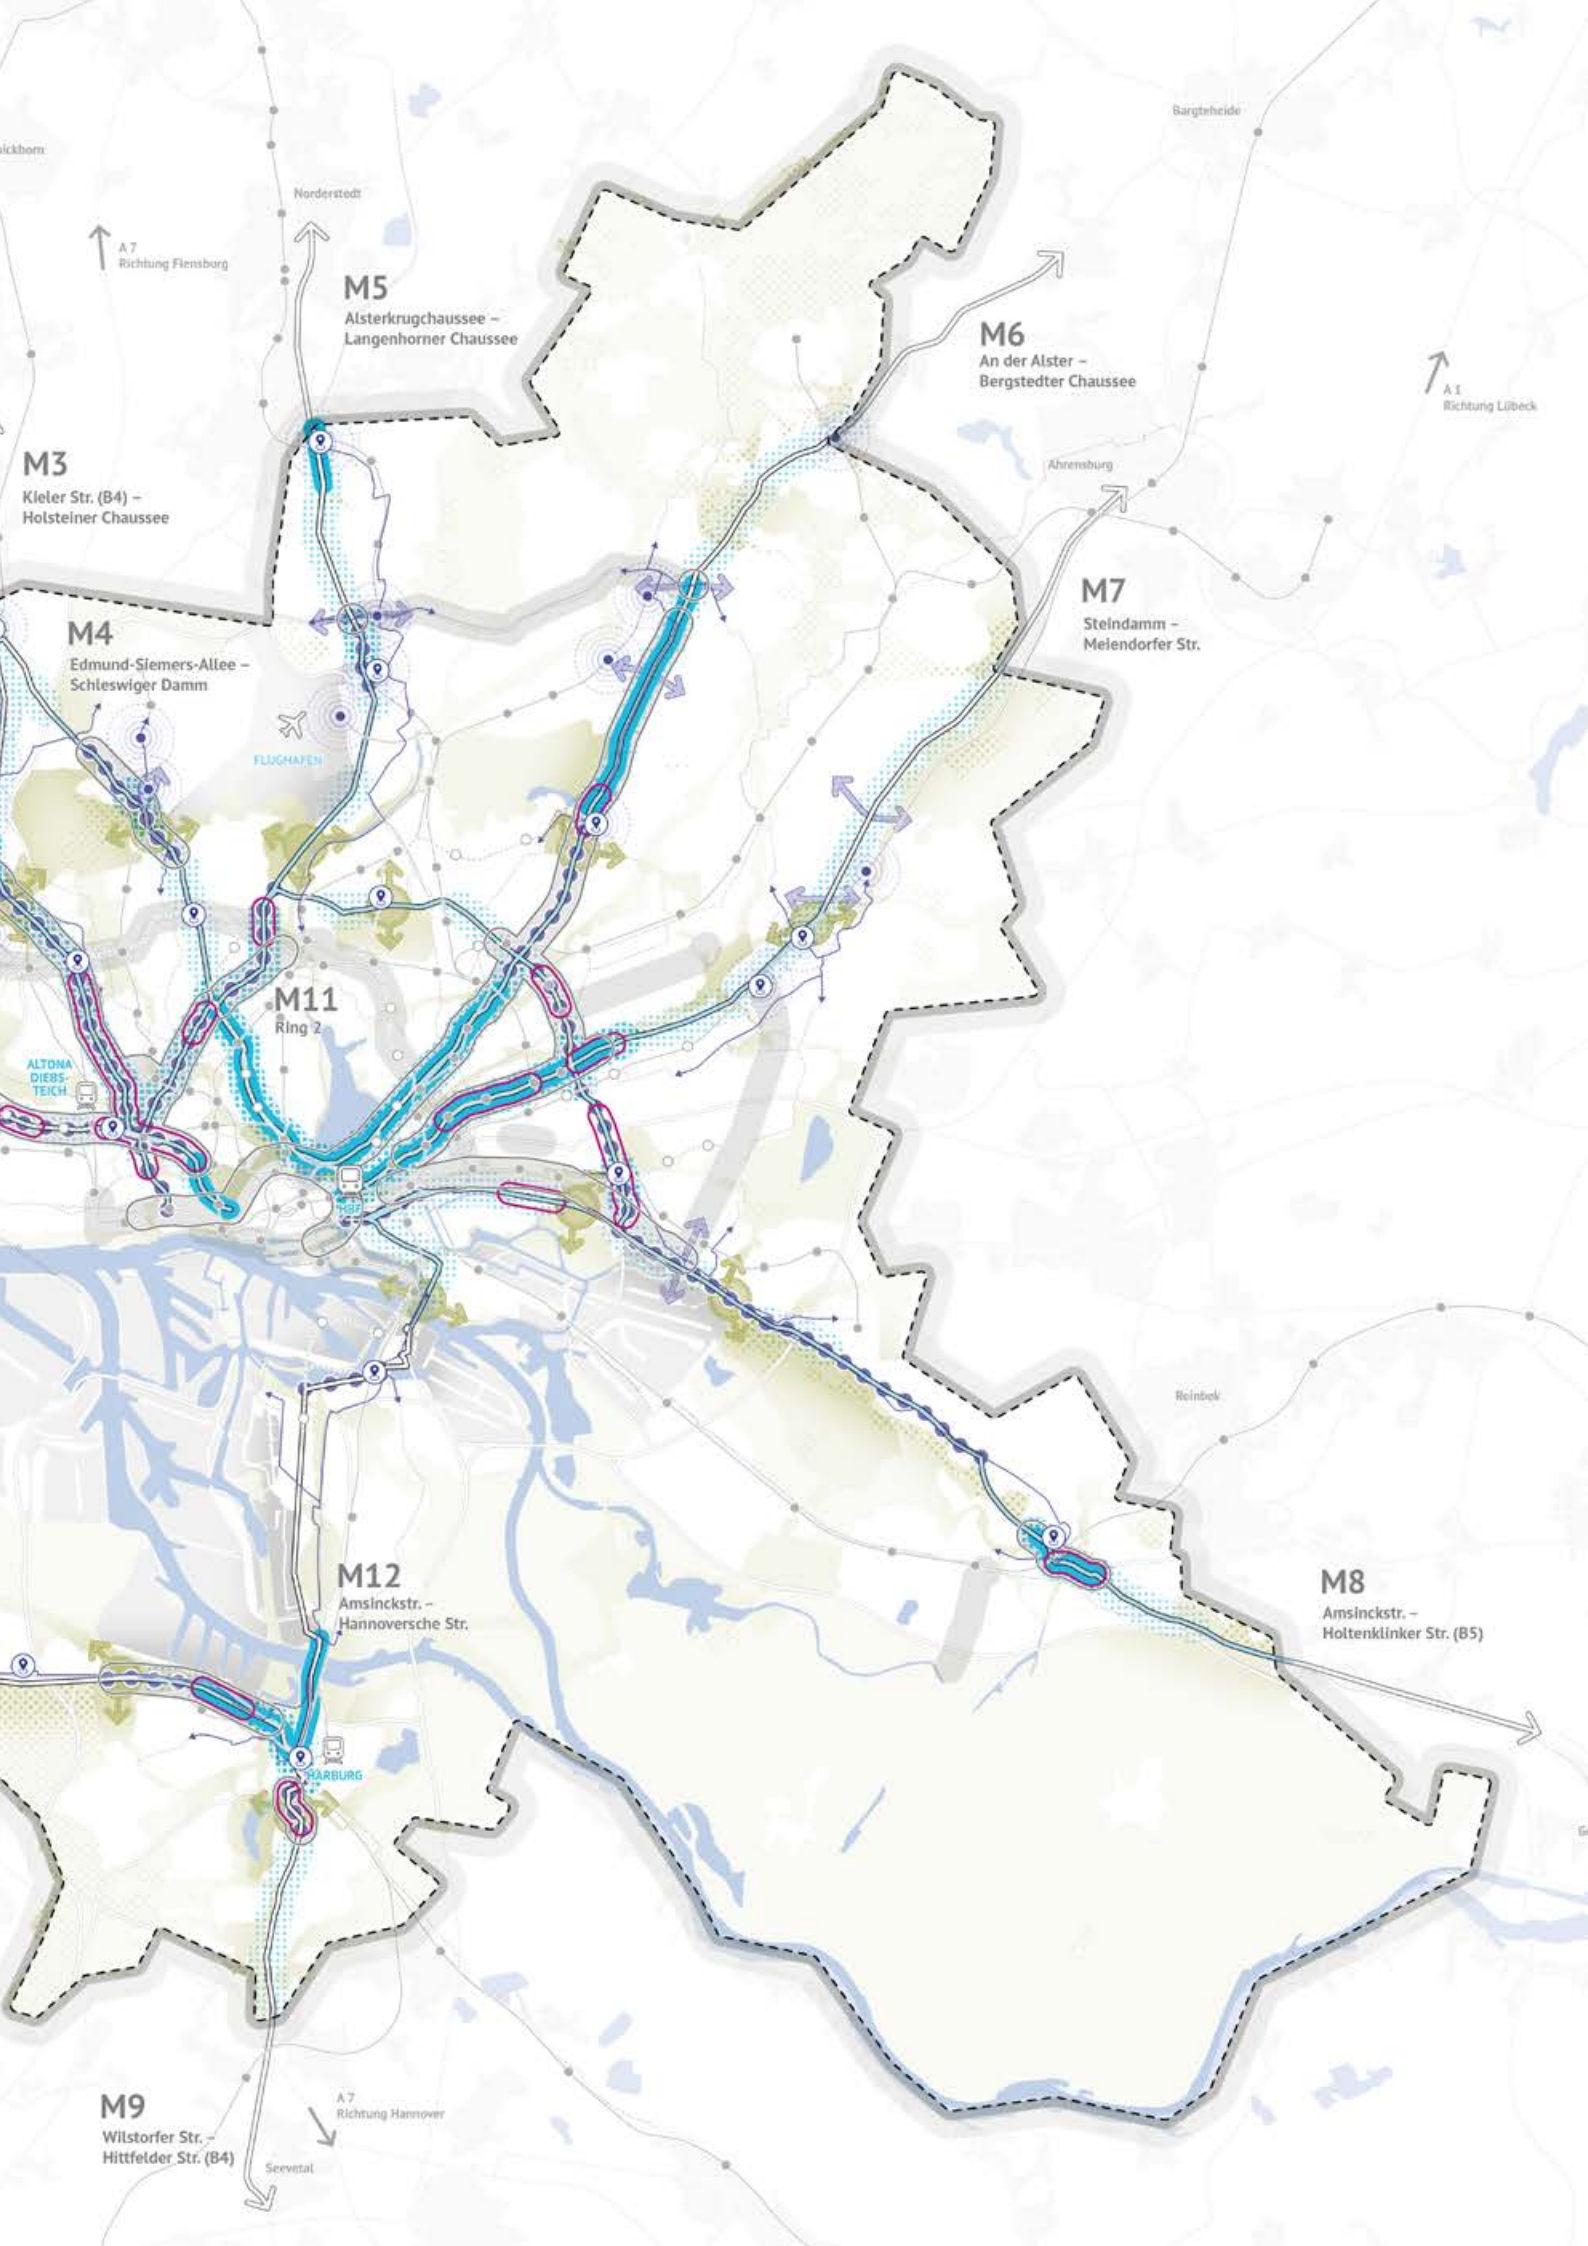 Bargteheide
ickborn
Norderstedt
A 7
Richtung Flensburg
M5
Alsterkrugchaussee –
Langenhorner Chaussee
M6
An der Alster –
Bergstedter Chaussee
A 1
Richtung Lübeck
M3
Kieler Str. (B4) –
Holsteiner Chaussee
Ahrensburg
M7
Steindamm –
Meiendorfer Str.
M4
Edmund-Siemers-Allee –
Schleswiger Damm
FLUGHAFEN
M11
Ring 2
ALTONA
DIEBS-
TEICH
HBF
Reinbek
M12
Amsinckstr. –
Hannoversche Str.
M8
Amsinckstr. –
Holtenklinker Str. (B5)
HARBURG
Ge
M9
Wilstorfer Str. –
Hittfelder Str. (B4)
A 7
Richtung Hannover
Seevetal